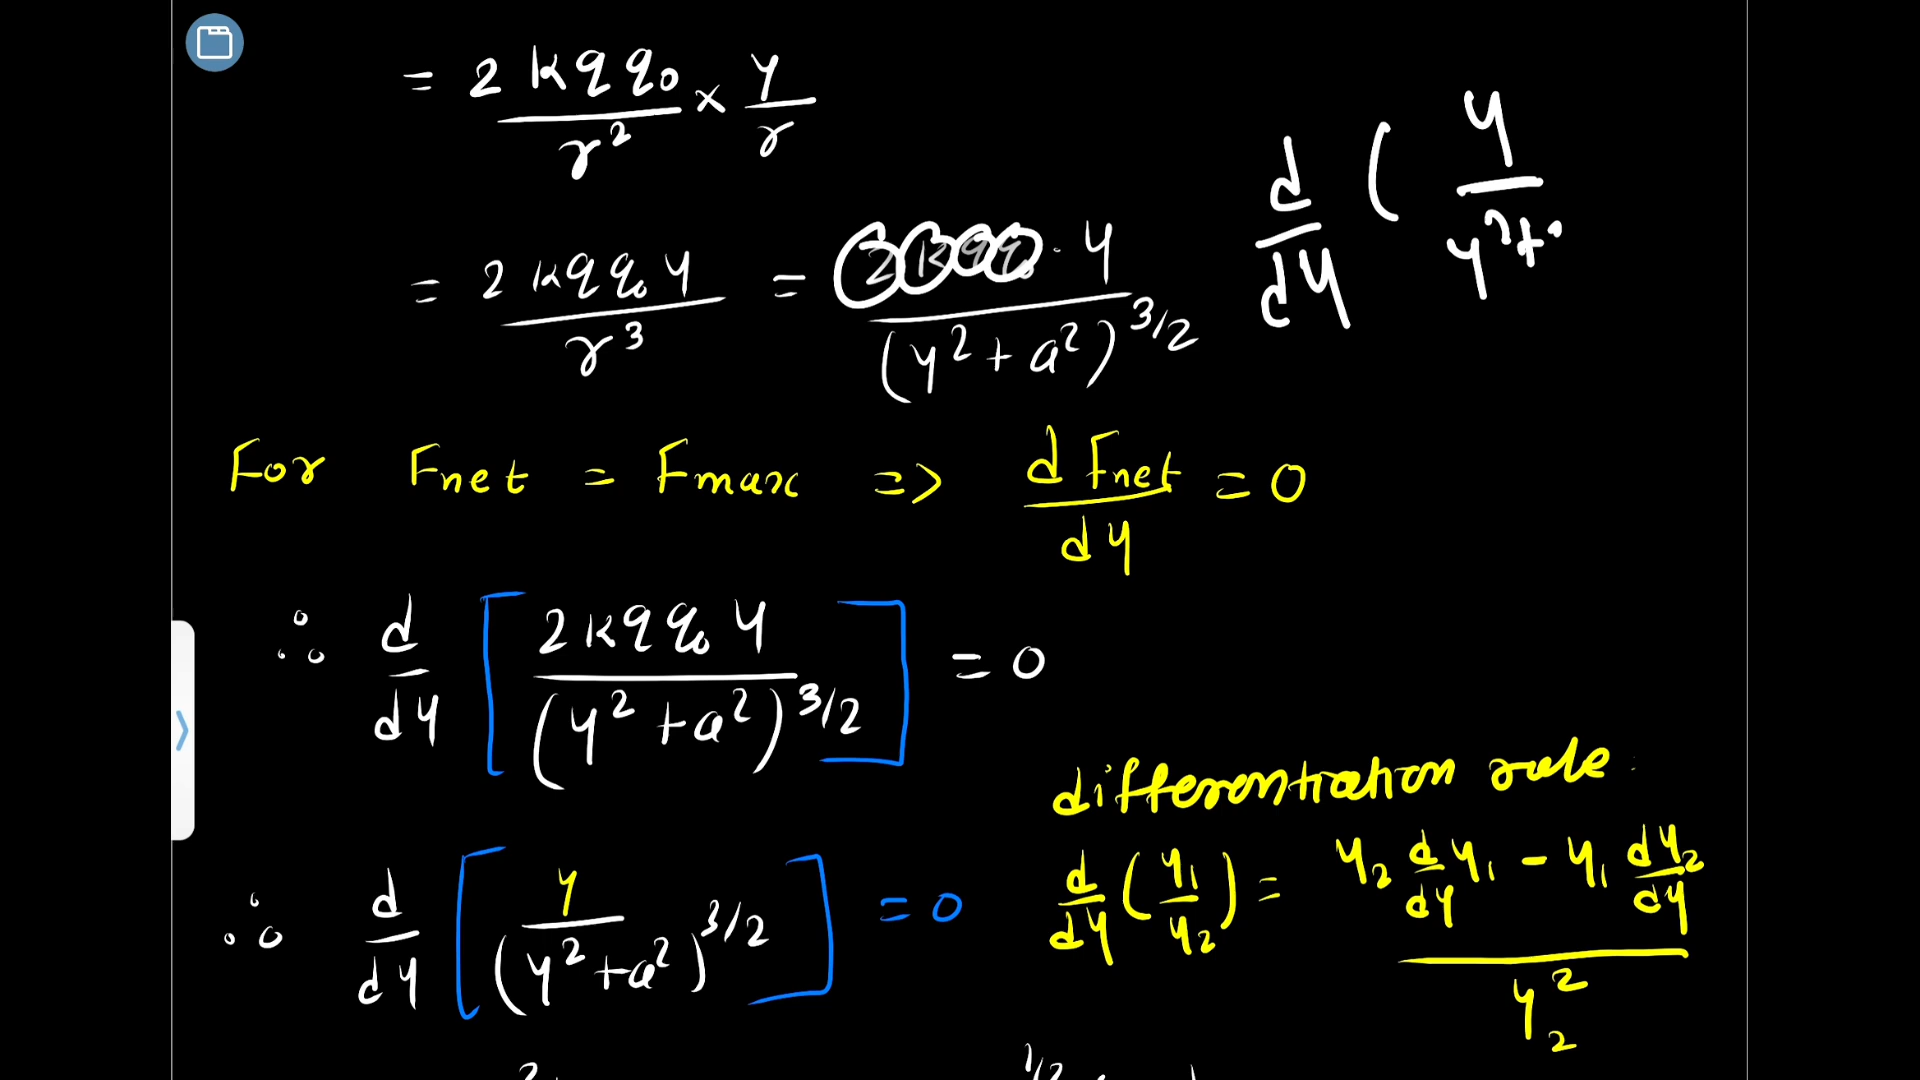 = 2kqq₀/r² × y/r
= 2kqq₀y/r³ = 2kqq₀·y/(y²+a²)^3/2
d/dy ( y/y²+
For Fnet = Fmax => dFnet/dy = 0
∴ d/dy [ 2kqq₀y/(y²+a²)^3/2 ] = 0
differentiation rule
∴ d/dy [ y/(y²+a²)^3/2 ] = 0
d/dy (y₁/y₂) = y₂ d/dy y₁ - y₁ dy₂/dy / y₂²